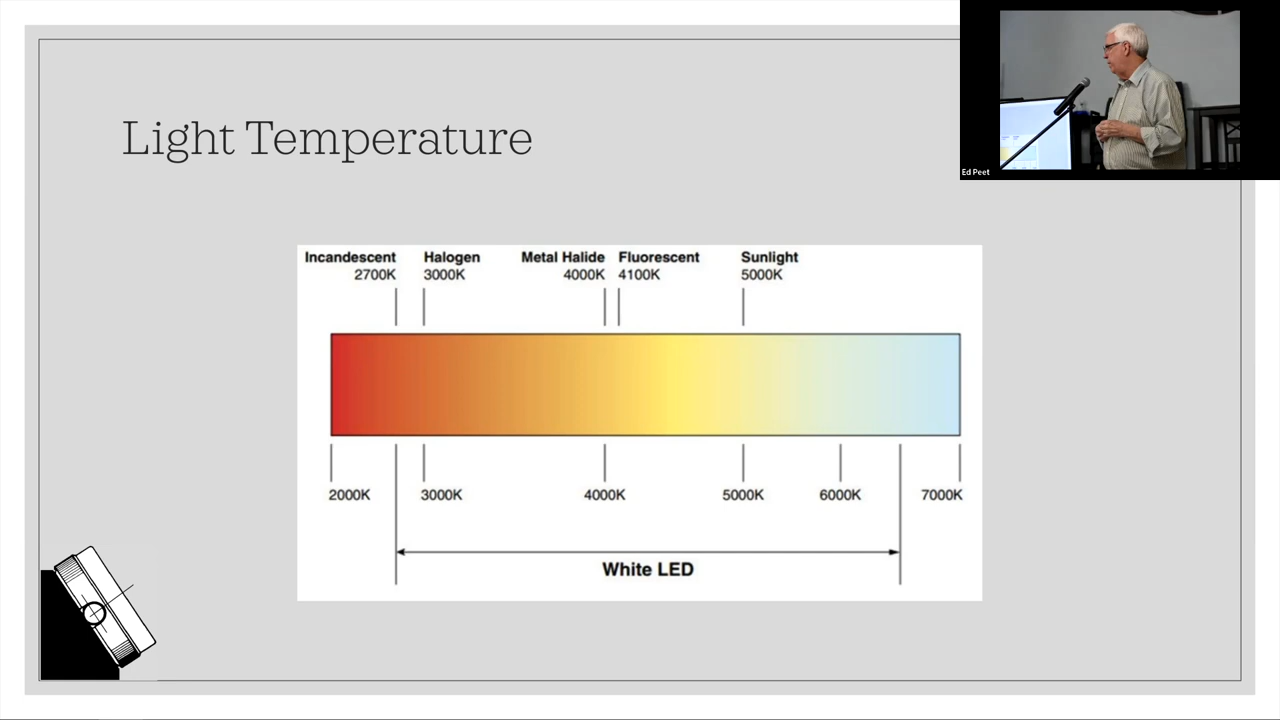 Light Temperature
Ed Peet
Incandescent Halogen Metal Halide Fluorescent Sunlight
2700K 3000K 4000K 4100K 5000K
2000K 3000K 4000K 5000K 6000K 7000K
White LED